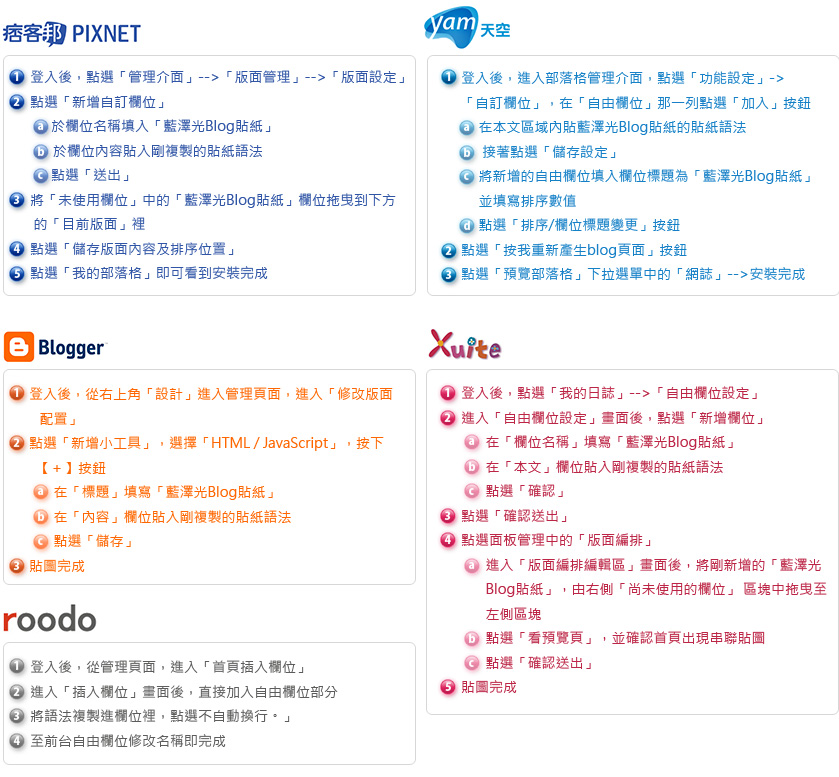 痞客邦 PIXNET
1 登入後，點選「管理介面」-->「版面管理」-->「版面設定」
2 點選「新增自訂欄位」
a 於欄位名稱填入「藍澤光Blog貼紙」
b 於欄位內容貼入剛複製的貼紙語法
c 點選「送出」
3 將「未使用欄位」中的「藍澤光Blog貼紙」欄位拖曳到下方
的「目前版面」裡
4 點選「儲存版面內容及排序位置」
5 點選「我的部落格」即可看到安裝完成
yam 天空
1 登入後，進入部落格管理介面，點選「功能設定」->
「自訂欄位」，在「自由欄位」那一列點選「加入」按鈕
a 在本文區域內貼藍澤光Blog貼紙的貼紙語法
b 接著點選「儲存設定」
c 將新增的自由欄位填入欄位標題為「藍澤光Blog貼紙」
並填寫排序數值
d 點選「排序/欄位標題變更」按鈕
2 點選「按我重新產生blog頁面」按鈕
3 點選「預覽部落格」下拉選單中的「網誌」-->安裝完成
Blogger
1 登入後，從右上角「設計」進入管理頁面，進入「修改版面
配置」
2 點選「新增小工具」，選擇「HTML / JavaScript」，按下
【 + 】按鈕
a 在「標題」填寫「藍澤光Blog貼紙」
b 在「內容」欄位貼入剛複製的貼紙語法
c 點選「儲存」
3 貼圖完成
Xuite
1 登入後，點選「我的日誌」-->「自由欄位設定」
2 進入「自由欄位設定」畫面後，點選「新增欄位」
a 在「欄位名稱」填寫「藍澤光Blog貼紙」
b 在「本文」欄位貼入剛複製的貼紙語法
c 點選「確認」
3 點選「確認送出」
4 點選面板管理中的「版面編排」
a 進入「版面編排編輯區」畫面後，將剛新增的「藍澤光
Blog貼紙」，由右側「尚未使用的欄位」區塊中拖曳至
左側區塊
b 點選「看預覽頁」，並確認首頁出現串聯貼圖
c 點選「確認送出」
5 貼圖完成
roodo
1 登入後，從管理頁面，進入「首頁插入欄位」
2 進入「插入欄位」畫面後，直接加入自由欄位部分
3 將語法複製進欄位裡，點選不自動換行。」
4 至前台自由欄位修改名稱即完成